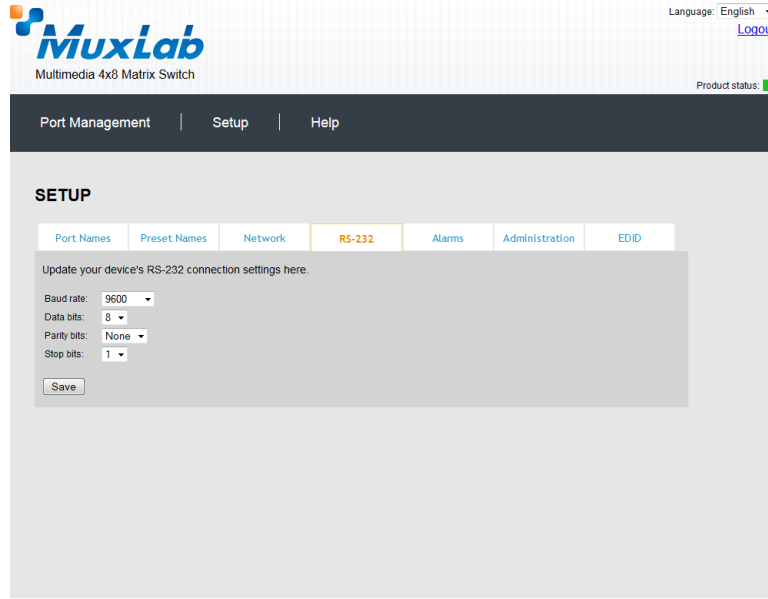 Language: English
MuxLab
Logou
Multimedia 4x8 Matrix Switch
Product status:
Port Management | Setup | Help
SETUP
Port Names Preset Names Network RS-232 Alarms Administration EDID
Update your device's RS-232 connection settings here.
Baud rate: 9600
Data bits: 8
Parity bits: None
Stop bits: 1
Save